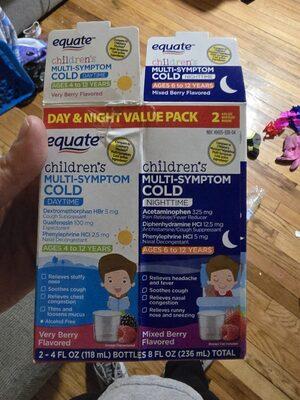 equate
children's
MULTI-SYMPTOM
COLD DAYTIME
AGES 4 to 12 YEARS
Very Berry Flavored
equate
children's
MULTI-SYMPTOM
COLD NIGHTTIME
AGES 6 to 12 YEARS
Mixed Berry Flavored
DAY & NIGHT VALUE PACK 2
equate
children's
MULTI-SYMPTOM
COLD
DAYTIME
Dextromethorphan HBr 5 mg
Cough Suppressant
Guaifenesin 100 mg
Expectorant
Phenylephrine HCl 2.5 mg
Nasal Decongestant
AGES 4 to 12 YEARS
Relieves stuffy
nose
Soothes cough
Relieves chest
congestion
Thins and
loosens mucus
Alcohol Free
Very Berry
Flavored
children's
MULTI-SYMPTOM
COLD
NIGHTTIME
Acetaminophen 325 mg
Pain Reliever/Fever Reducer
Diphenhydramine HCl 12.5 mg
Antihistamine/Cough Suppressant
Phenylephrine HCl 5 mg
Nasal Decongestant
AGES 6 to 12 YEARS
Relieves headache
and fever
Soothes cough
Relieves nasal
congestion
Relieves runny
nose and sneezing
Mixed Berry
Flavored
2 - 4 FL OZ (118 mL) BOTTLES 8 FL OZ (236 mL) TOTAL